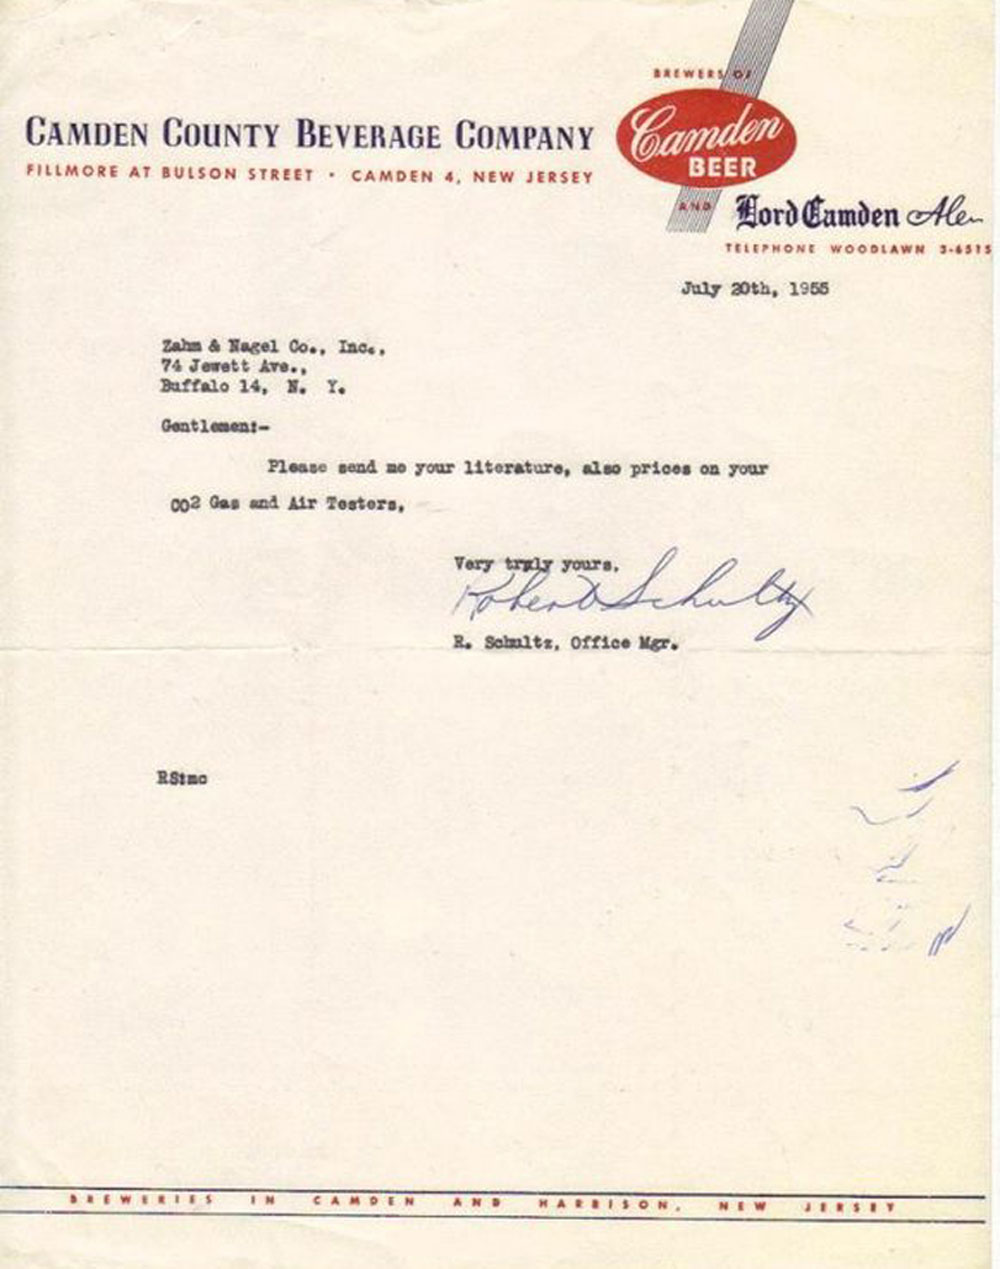 BREWERS OF
CAMDEN COUNTY BEVERAGE COMPANY
FILLMORE AT BULSON STREET • CAMDEN 4, NEW JERSEY
Camden
BEER
AND
Lord Camden Ale
TELEPHONE WOODLAWN 3-6515
July 20th, 1955
Zahm & Nagel Co., Inc.,
74 Jewett Ave.,
Buffalo 14, N. Y.
Gentlemen:-
Please send me your literature, also prices on your
CO2 Gas and Air Testers.
Very truly yours,
Robert Schultz
R. Schultz, Office Mgr.
RS:mc
BREWERIES IN CAMDEN AND HARRISON, NEW JERSEY